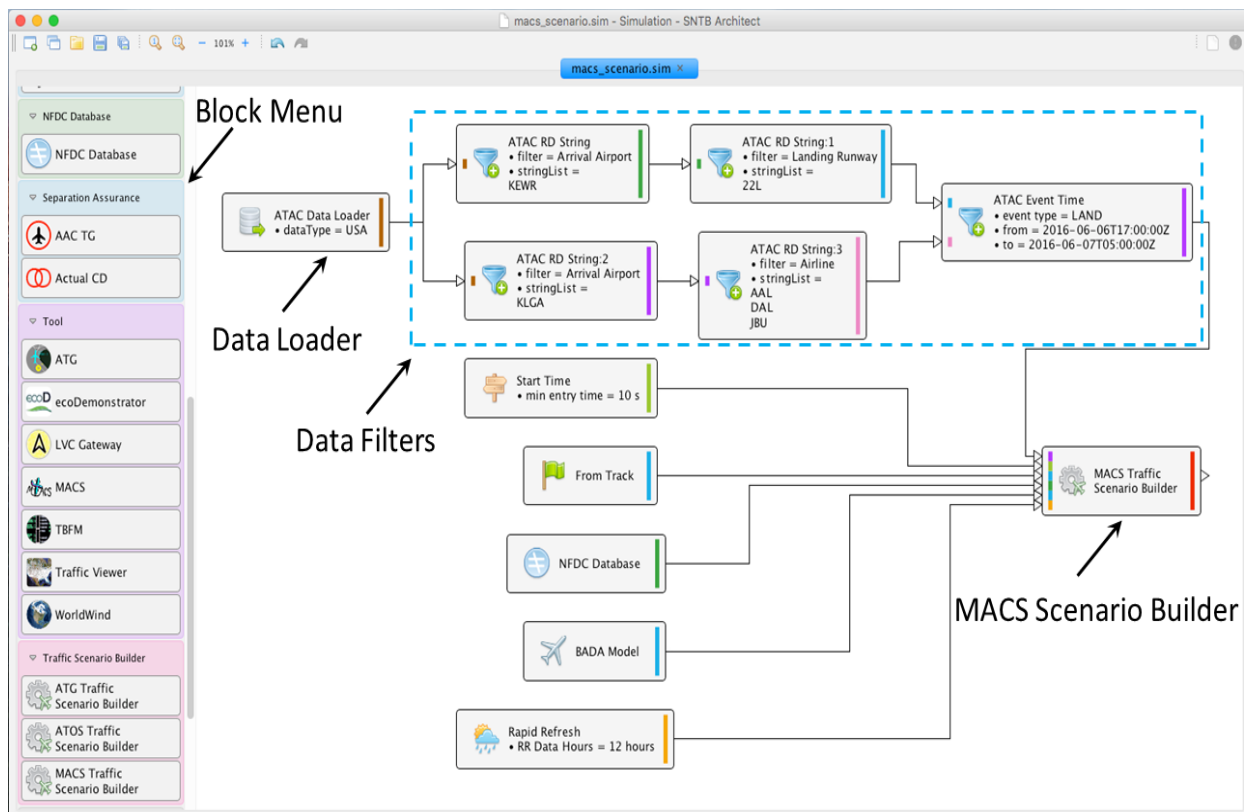 macs_scenario.sim - Simulation - SNTB Architect
101%
macs_scenario.sim ×
Block Menu
NFDC Database
NFDC Database
Separation Assurance
AAC TG
Actual CD
Tool
ATG
ecoD
ecoDemonstrator
LVC Gateway
MACS
MACS
TBFM
Traffic Viewer
WorldWind
Traffic Scenario Builder
ATG Traffic
Scenario Builder
ATOS Traffic
Scenario Builder
MACS Traffic
Scenario Builder
ATAC Data Loader
• dataType = USA
Data Loader
ATAC RD String
• filter = Arrival Airport
• stringList =
KEWR
ATAC RD String:1
• filter = Landing Runway
• stringList =
22L
ATAC RD String:2
• filter = Arrival Airport
• stringList =
KLGA
ATAC RD String:3
• filter = Airline
• stringList =
AAL
DAL
JBU
ATAC Event Time
• event type = LAND
• from = 2016-06-06T17:00:00Z
• to = 2016-06-07T05:00:00Z
Data Filters
Start Time
• min entry time = 10 s
From Track
NFDC Database
BADA Model
Rapid Refresh
• RR Data Hours = 12 hours
MACS Traffic
Scenario Builder
MACS Scenario Builder